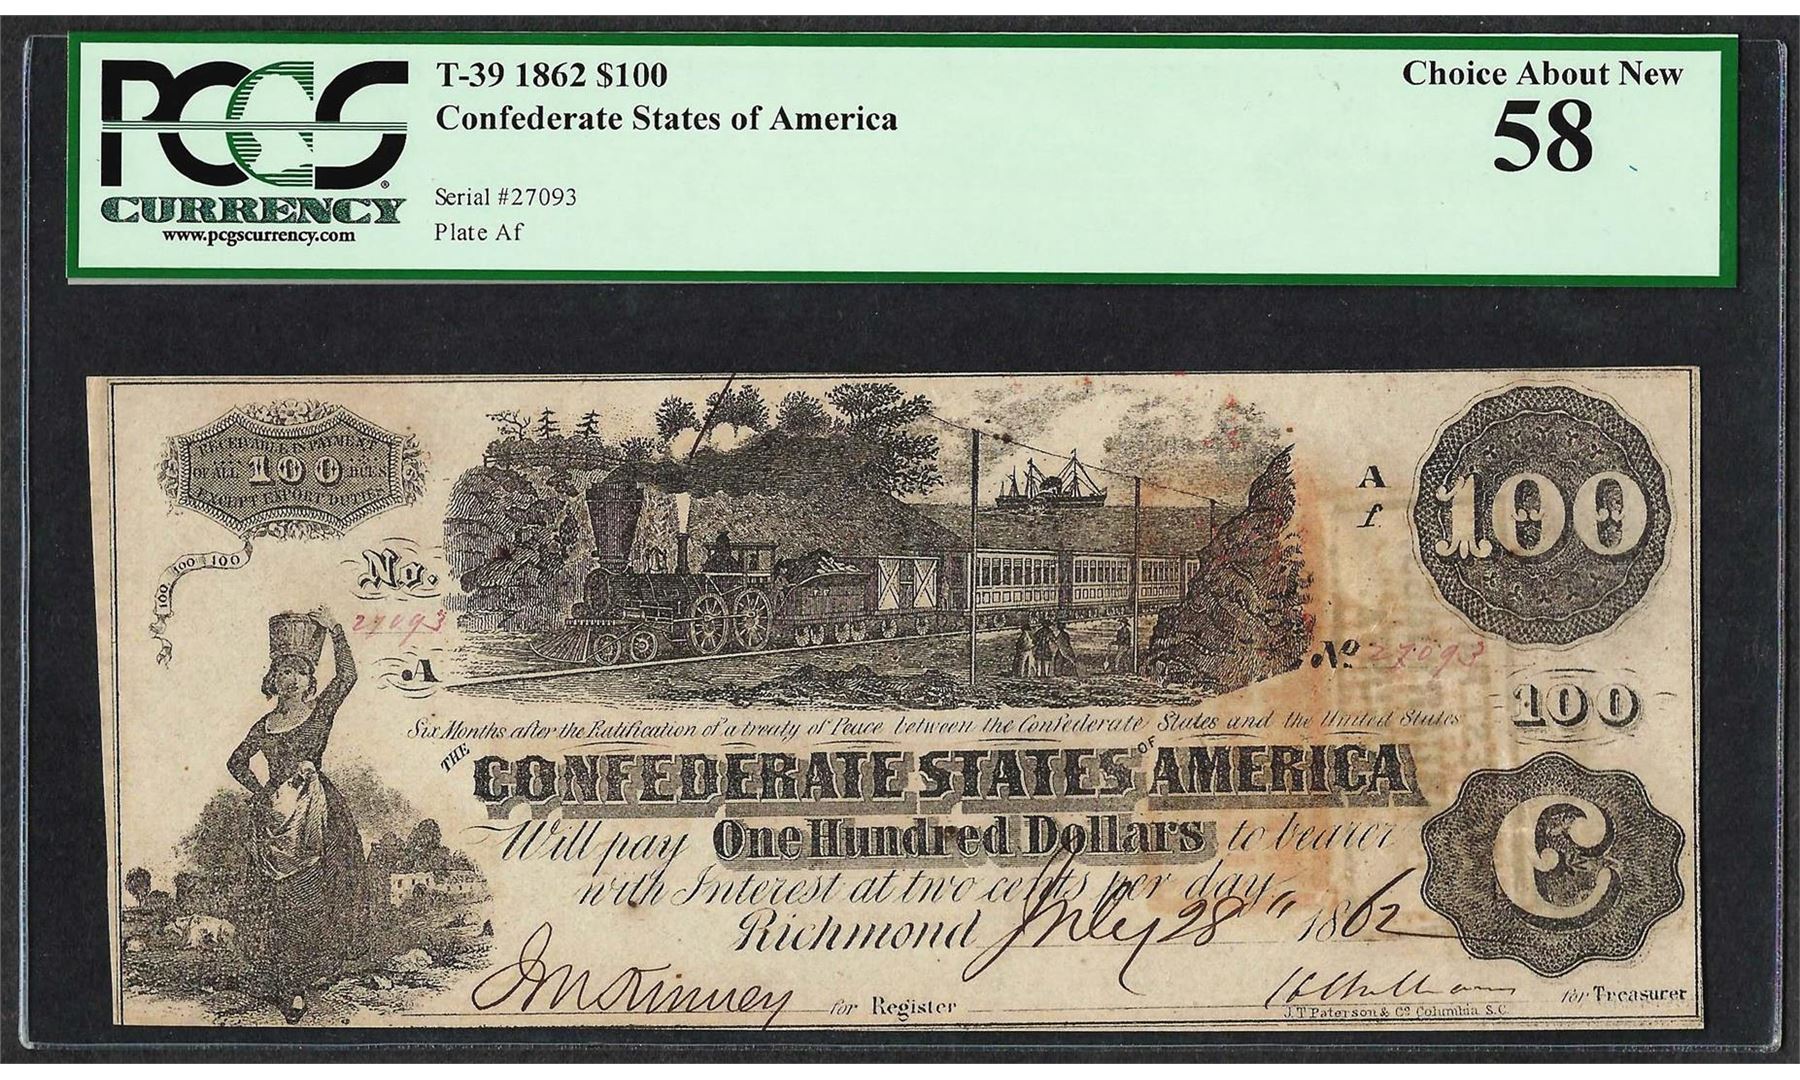 PCGS
CURRENCY
www.pcgscurrency.com
T-39 1862 $100
Confederate States of America
Serial #27093
Plate Af
Choice About New
58
RECEIVABLE IN PAYMENT
OF ALL 100 DUES
EXCEPT EXPORT DUTIES
100 100 100
No.
27093
A
A
f
100
No 27093
100
Six Months after the Ratification of a treaty of Peace between the Confederate States and the United States
THE CONFEDERATE STATES OF AMERICA
Will pay One Hundred Dollars to bearer
with Interest at two cents per day
C
Richmond July 28" 1862
J McKinney for Register
for Treasurer
J.T Paterson & Co Columbia S.C.